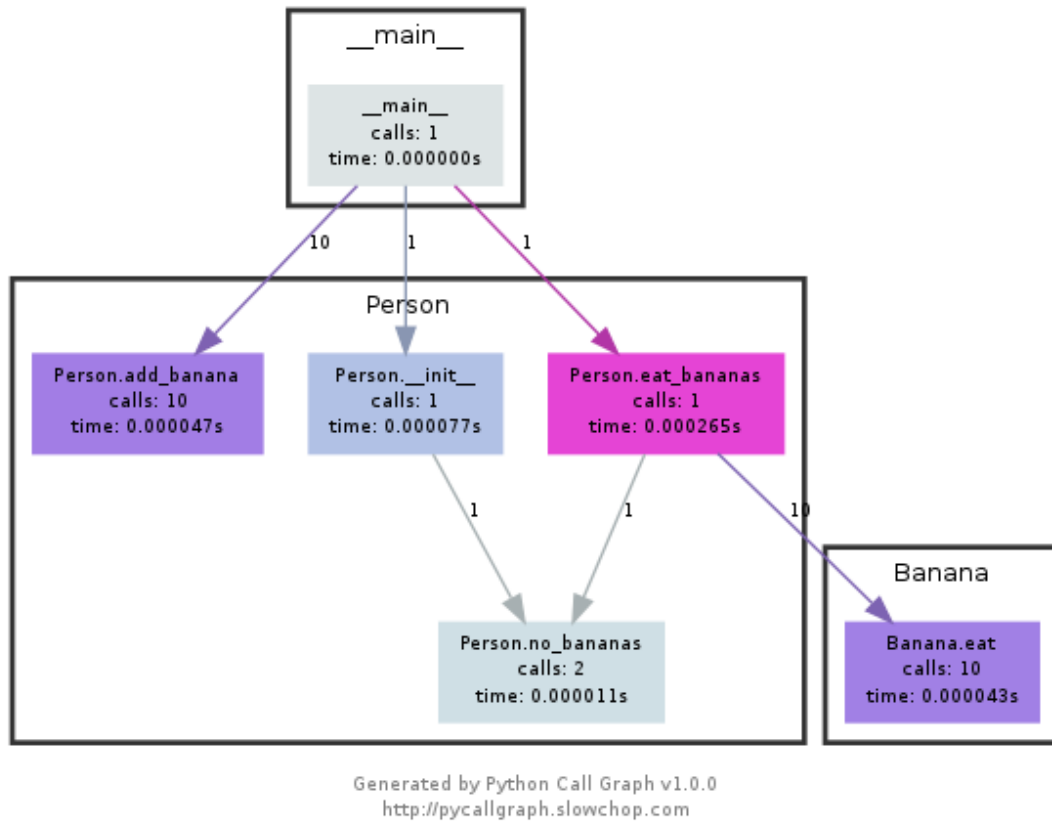 __main__
__main__
calls: 1
time: 0.000000s
10
1
1
Person
Person.add_banana
calls: 10
time: 0.000047s
Person.__init__
calls: 1
time: 0.000077s
Person.eat_bananas
calls: 1
time: 0.000265s
1
1
10
Person.no_bananas
calls: 2
time: 0.000011s
Banana
Banana.eat
calls: 10
time: 0.000043s
Generated by Python Call Graph v1.0.0
http://pycallgraph.slowchop.com